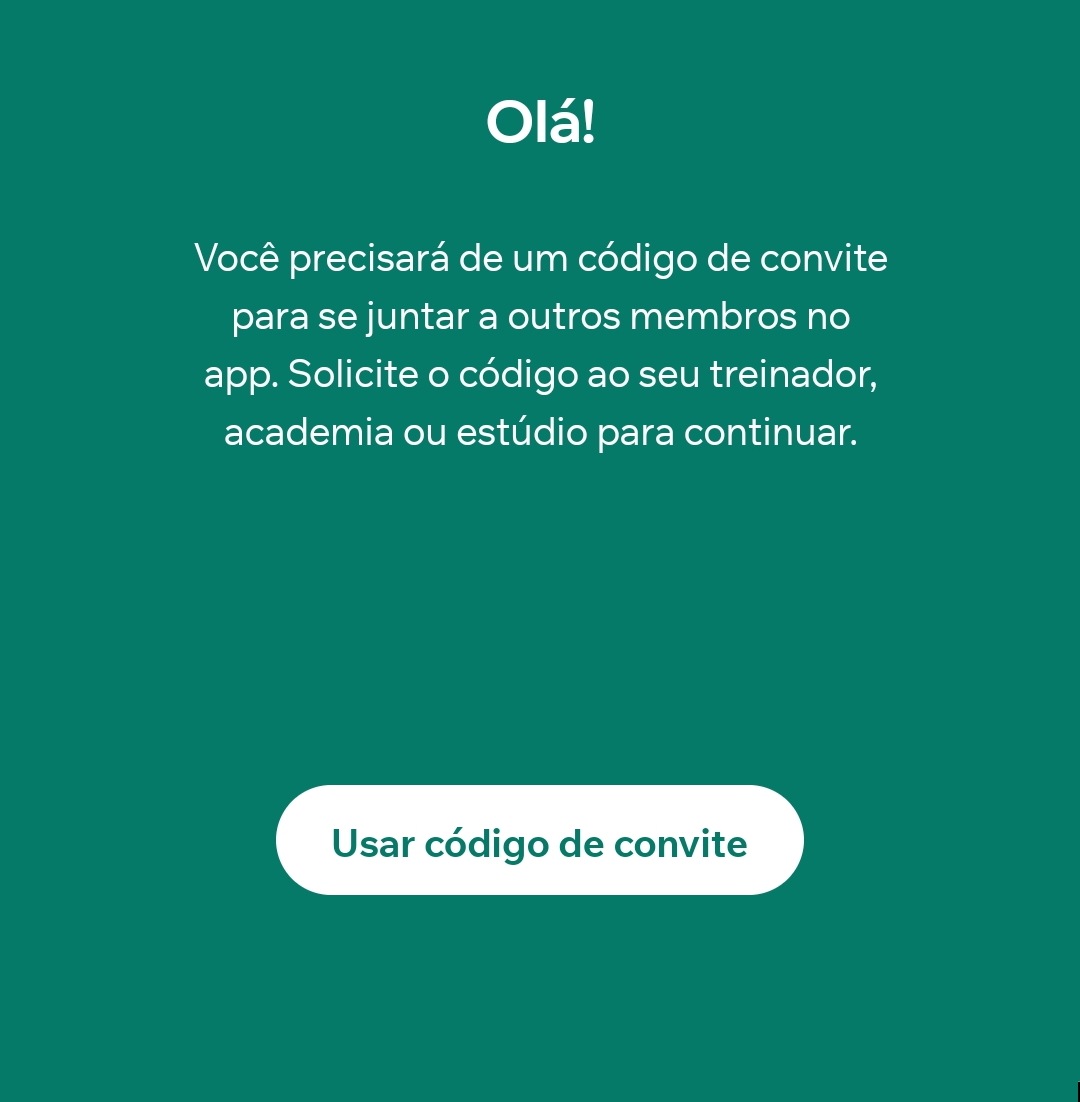 Olá!
Você precisará de um código de convite
para se juntar a outros membros no
app. Solicite o código ao seu treinador,
academia ou estúdio para continuar.
Usar código de convite